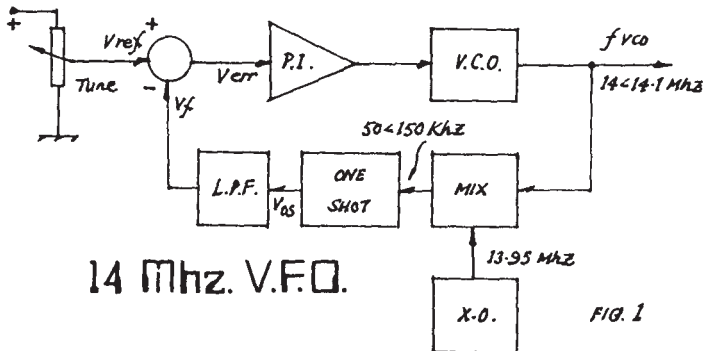 +
+
Vref
Tune
-
Vf
Verr
P.I.
V.C.O.
f vco
14<14.1 Mhz
50<150 Khz
L.P.F.
Vos
ONE
SHOT
MIX
13.95 Mhz
X.O.
14 Mhz. V.F.O.
FIG. 1